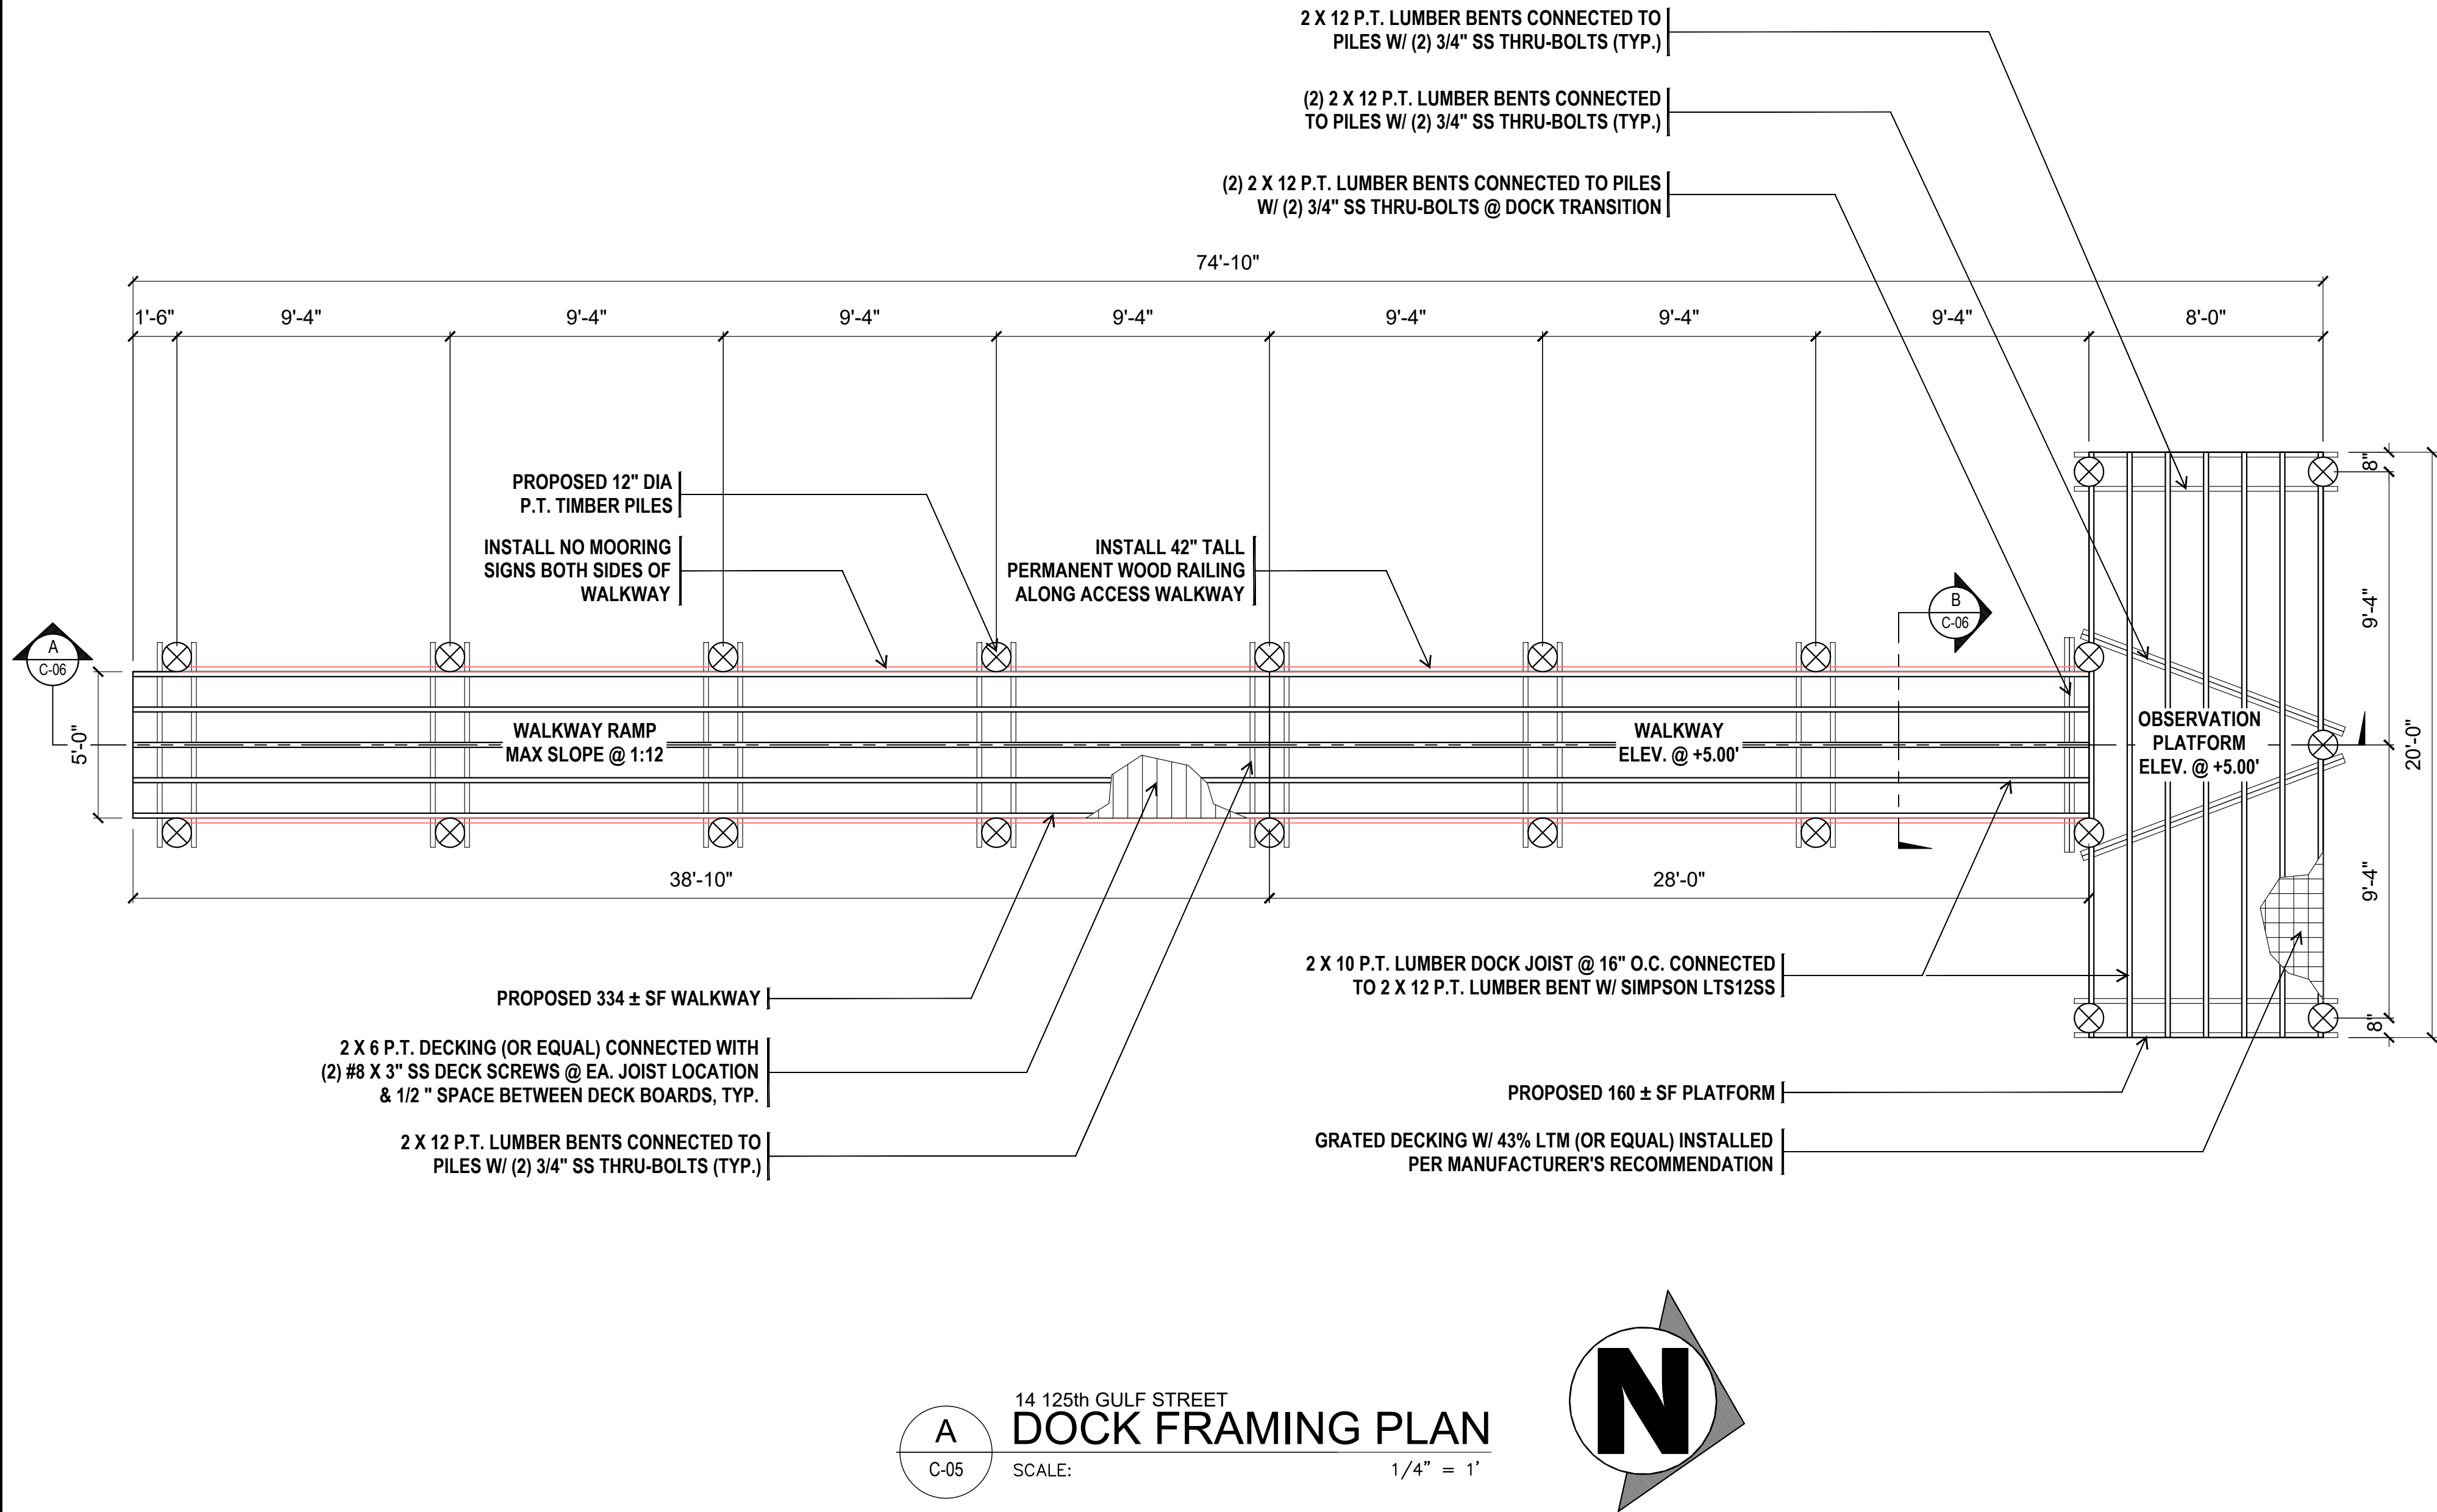 2 X 12 P.T. LUMBER BENTS CONNECTED TO
PILES W/ (2) 3/4" SS THRU-BOLTS (TYP.)
(2) 2 X 12 P.T. LUMBER BENTS CONNECTED
TO PILES W/ (2) 3/4" SS THRU-BOLTS (TYP.)
(2) 2 X 12 P.T. LUMBER BENTS CONNECTED TO PILES
W/ (2) 3/4" SS THRU-BOLTS @ DOCK TRANSITION
74'-10"
1'-6"
9'-4"
9'-4"
9'-4"
9'-4"
9'-4"
9'-4"
9'-4"
8'-0"
PROPOSED 12" DIA
P.T. TIMBER PILES
INSTALL NO MOORING
SIGNS BOTH SIDES OF
WALKWAY
INSTALL 42" TALL
PERMANENT WOOD RAILING
ALONG ACCESS WALKWAY
A
C-06
B
C-06
8"
9'-4"
9'-4"
8"
20'-0"
5'-0"
WALKWAY RAMP
MAX SLOPE @ 1:12
WALKWAY
ELEV. @ +5.00'
OBSERVATION
PLATFORM
ELEV. @ +5.00'
38'-10"
28'-0"
PROPOSED 334 ± SF WALKWAY
2 X 6 P.T. DECKING (OR EQUAL) CONNECTED WITH
(2) #8 X 3" SS DECK SCREWS @ EA. JOIST LOCATION
& 1/2 " SPACE BETWEEN DECK BOARDS, TYP.
2 X 12 P.T. LUMBER BENTS CONNECTED TO
PILES W/ (2) 3/4" SS THRU-BOLTS (TYP.)
2 X 10 P.T. LUMBER DOCK JOIST @ 16" O.C. CONNECTED
TO 2 X 12 P.T. LUMBER BENT W/ SIMPSON LTS12SS
PROPOSED 160 ± SF PLATFORM
GRATED DECKING W/ 43% LTM (OR EQUAL) INSTALLED
PER MANUFACTURER'S RECOMMENDATION
14 125th GULF STREET
A
C-05
DOCK FRAMING PLAN
SCALE:
1/4" = 1'
N